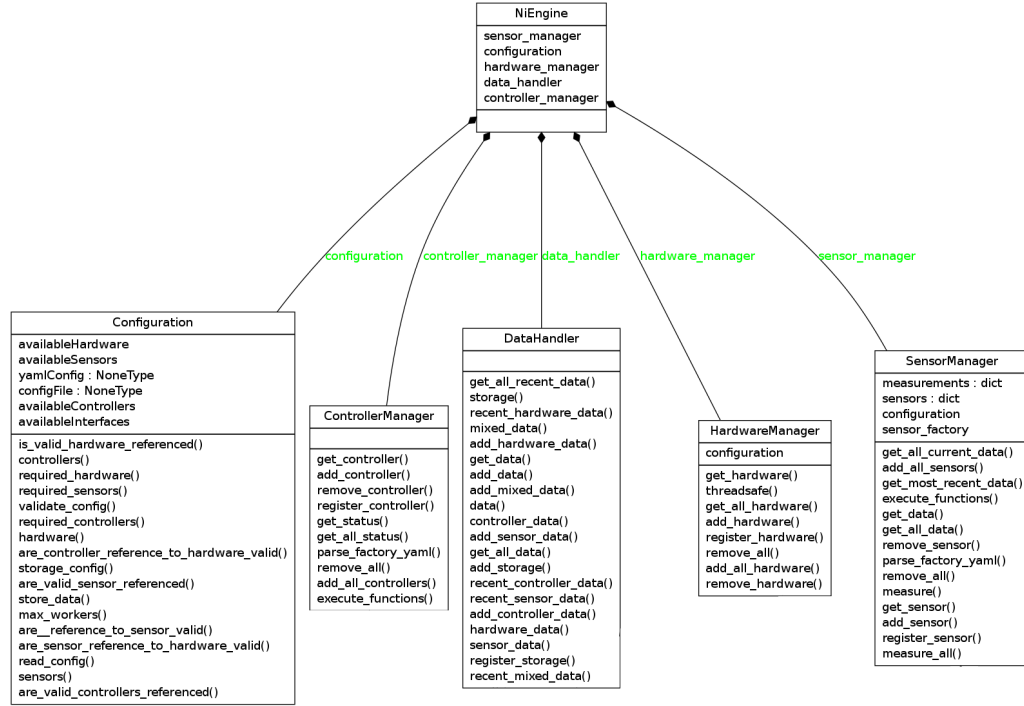 NiEngine
sensor_manager
configuration
hardware_manager
data_handler
controller_manager
configuration
controller_manager
data_handler
hardware_manager
sensor_manager
Configuration
availableHardware
availableSensors
yamlConfig : NoneType
configFile : NoneType
availableControllers
availableInterfaces
is_valid_hardware_referenced()
controllers()
required_hardware()
required_sensors()
validate_config()
required_controllers()
hardware()
are_controller_reference_to_hardware_valid()
storage_config()
are_valid_sensor_referenced()
store_data()
max_workers()
are__reference_to_sensor_valid()
are_sensor_reference_to_hardware_valid()
read_config()
sensors()
are_valid_controllers_referenced()
ControllerManager
get_controller()
add_controller()
remove_controller()
register_controller()
get_status()
get_all_status()
parse_factory_yaml()
remove_all()
add_all_controllers()
execute_functions()
DataHandler
get_all_recent_data()
storage()
recent_hardware_data()
mixed_data()
add_hardware_data()
get_data()
add_data()
add_mixed_data()
data()
controller_data()
add_sensor_data()
get_all_data()
add_storage()
recent_controller_data()
recent_sensor_data()
add_controller_data()
hardware_data()
sensor_data()
register_storage()
recent_mixed_data()
HardwareManager
configuration
get_hardware()
threadsafe()
get_all_hardware()
add_hardware()
register_hardware()
remove_all()
add_all_hardware()
remove_hardware()
SensorManager
measurements : dict
sensors : dict
configuration
sensor_factory
get_all_current_data()
add_all_sensors()
get_most_recent_data()
execute_functions()
get_data()
get_all_data()
remove_sensor()
parse_factory_yaml()
remove_all()
measure()
get_sensor()
add_sensor()
register_sensor()
measure_all()